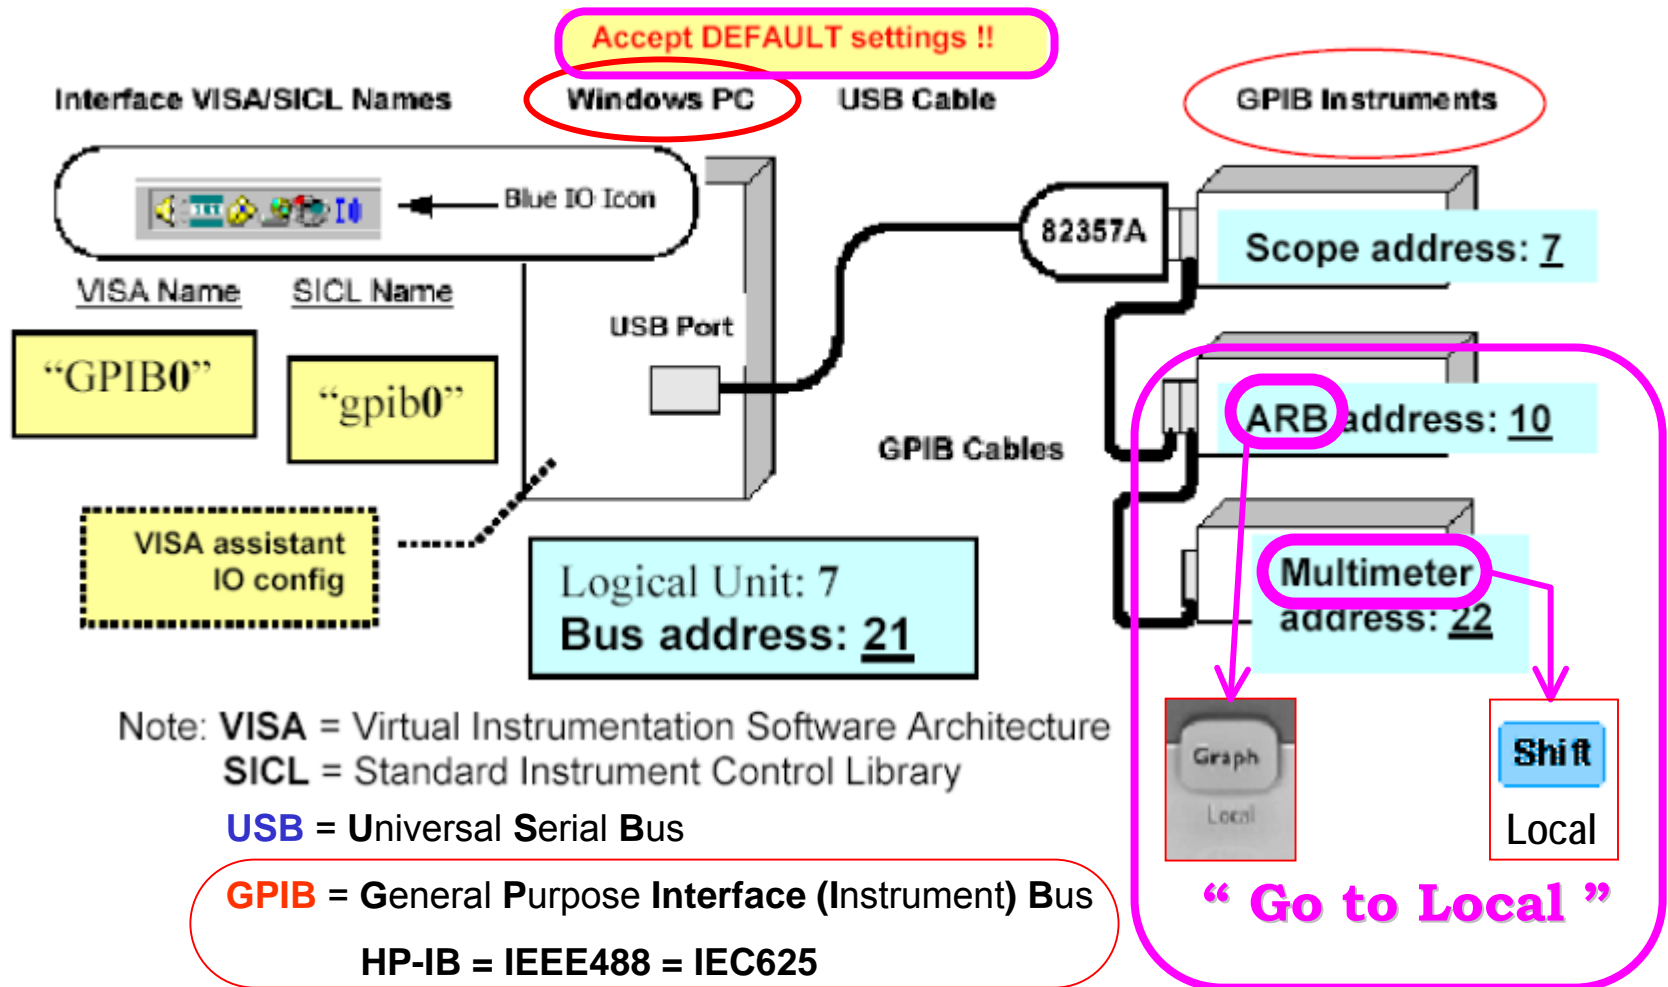 Accept DEFAULT settings !!
Interface VISA/SICL Names
Windows PC
USB Cable
GPIB Instruments
Blue IO Icon
IO
82357A
Scope address: 7
VISA Name
SICL Name
USB Port
“GPIB0”
“gpib0”
ARB address: 10
GPIB Cables
VISA assistant
IO config
Logical Unit: 7
Bus address: 21
Multimeter
address: 22
Note: VISA = Virtual Instrumentation Software Architecture
SICL = Standard Instrument Control Library
USB = Universal Serial Bus
GPIB = General Purpose Interface (Instrument) Bus
HP-IB = IEEE488 = IEC625
Graph
Local
Shift
Local
“ Go to Local ”